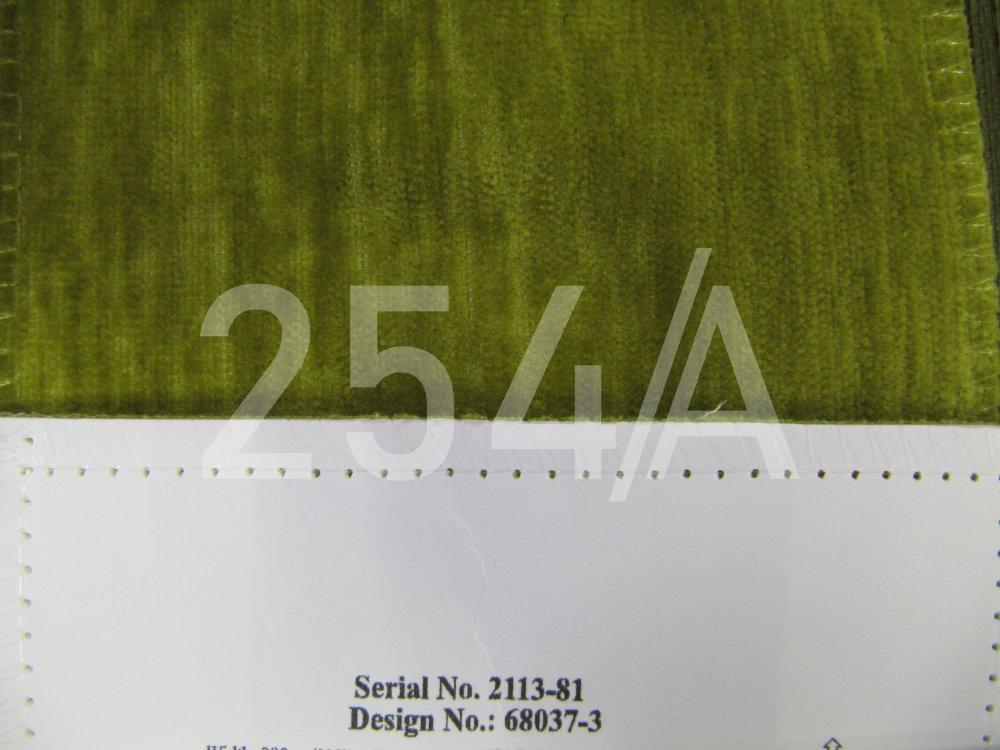 254/A
Serial No. 2113-81
Design No.: 68037-3